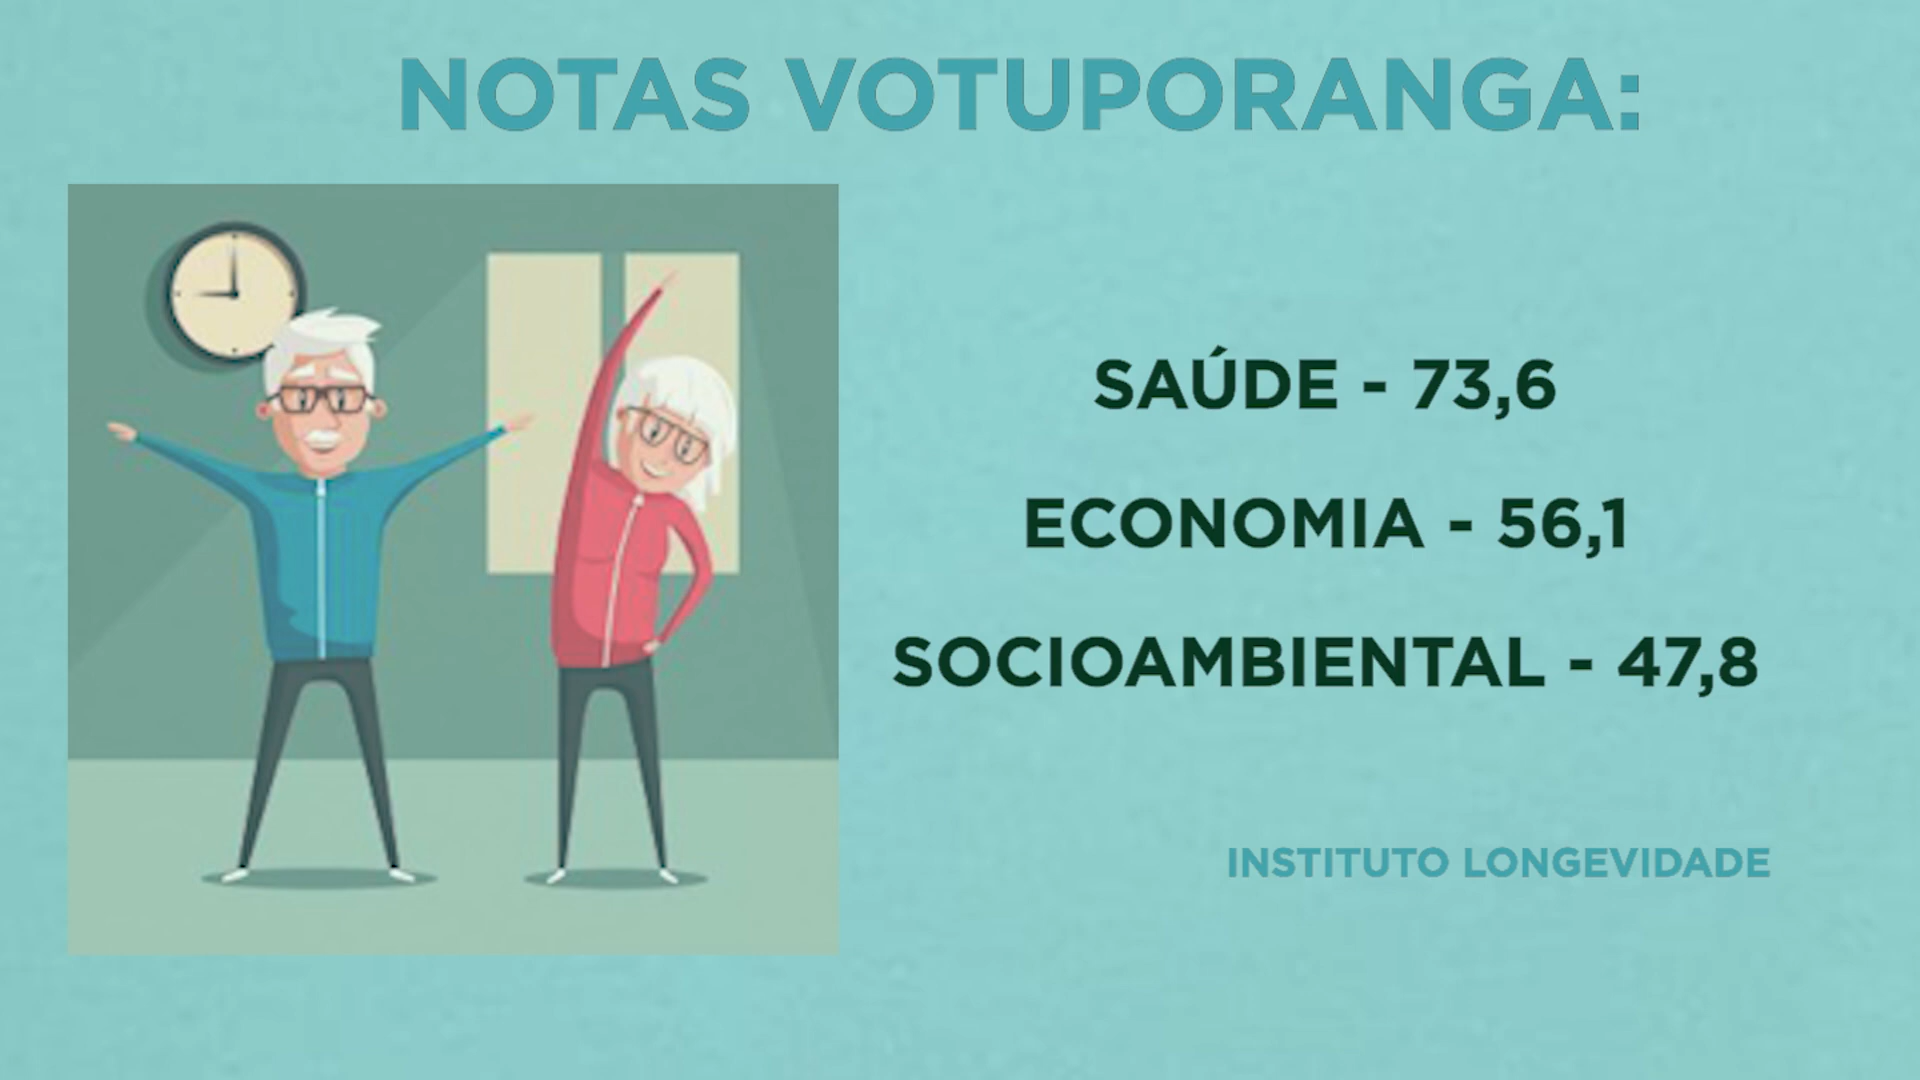 NOTAS VOTUPORANGA:
SAÚDE - 73,6
ECONOMIA - 56,1
SOCIOAMBIENTAL - 47,8
INSTITUTO LONGEVIDADE